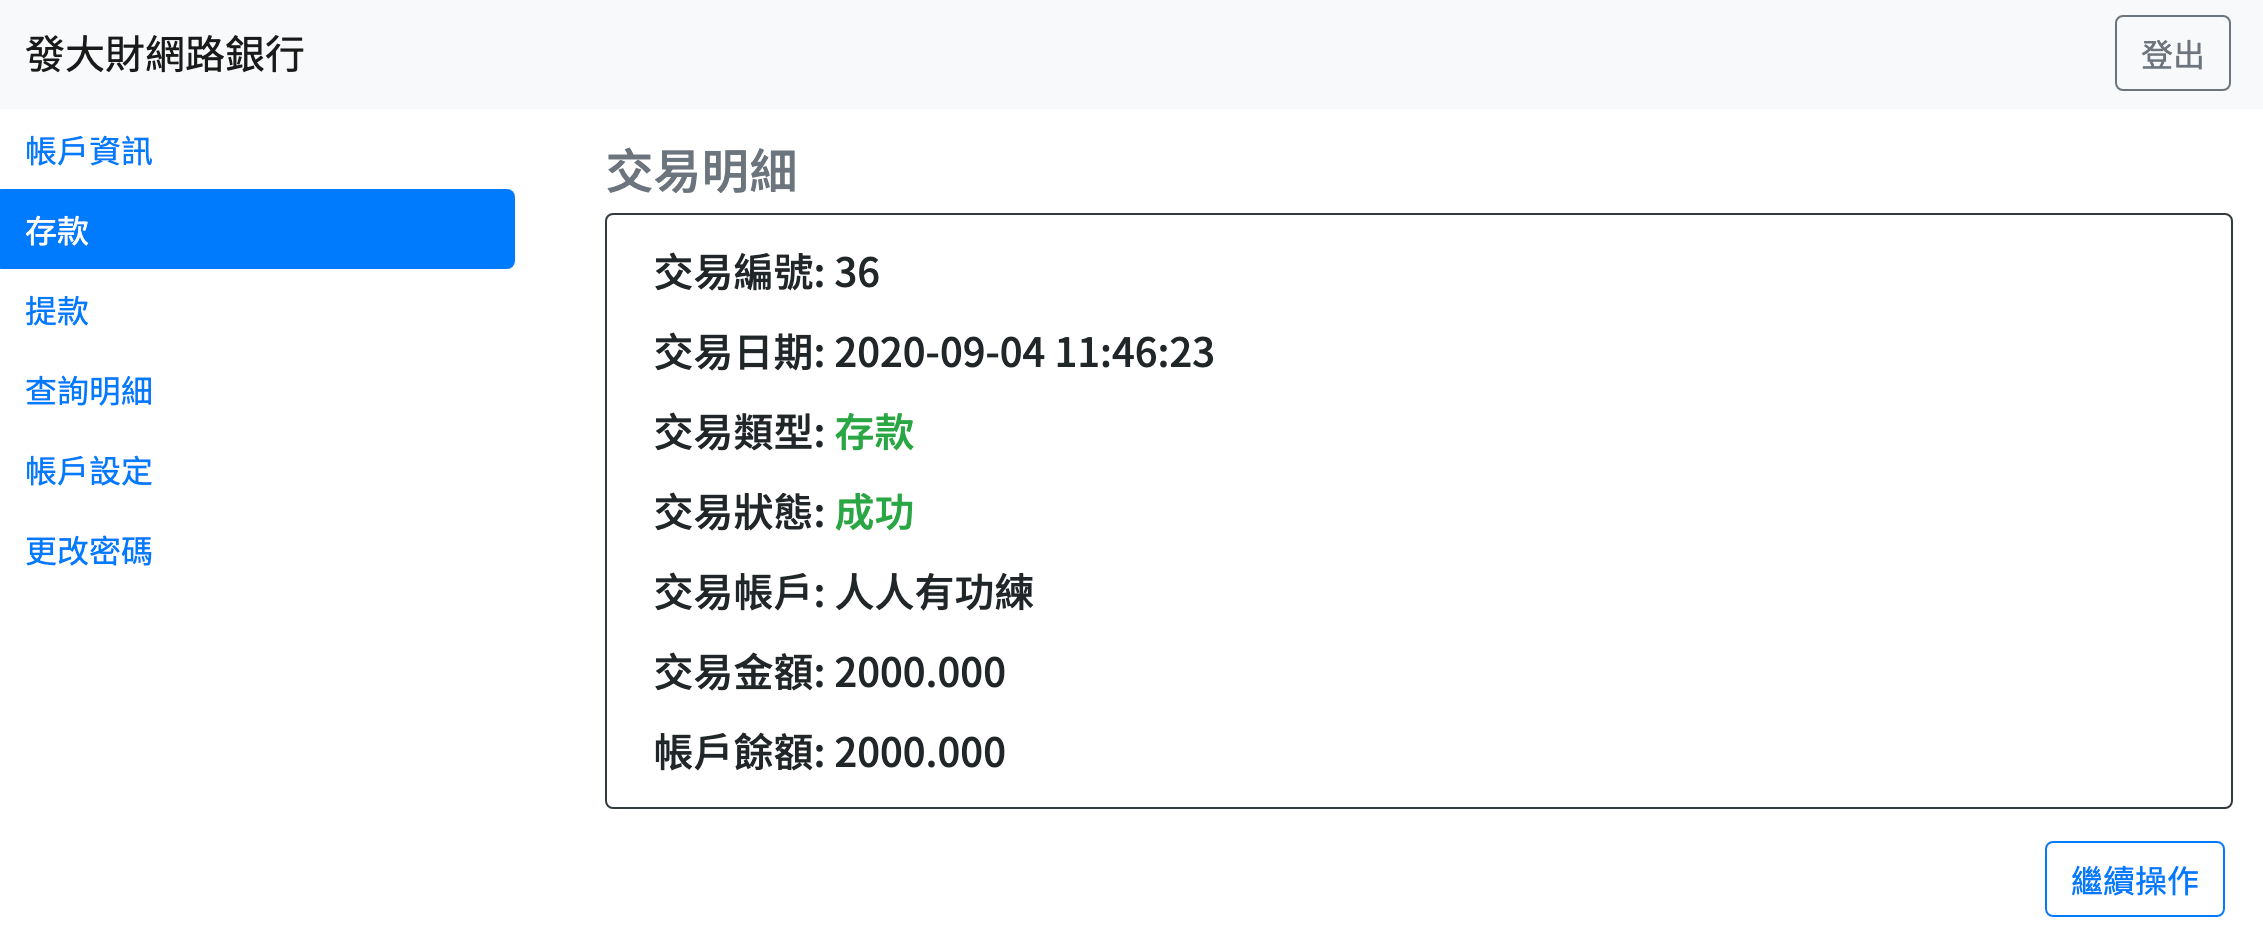 發大財網路銀行
登出
帳戶資訊
存款
提款
查詢明細
帳戶設定
更改密碼
交易明細
交易編號: 36
交易日期: 2020-09-04 11:46:23
交易類型: 存款
交易狀態: 成功
交易帳戶: 人人有功練
交易金額: 2000.000
帳戶餘額: 2000.000
繼續操作